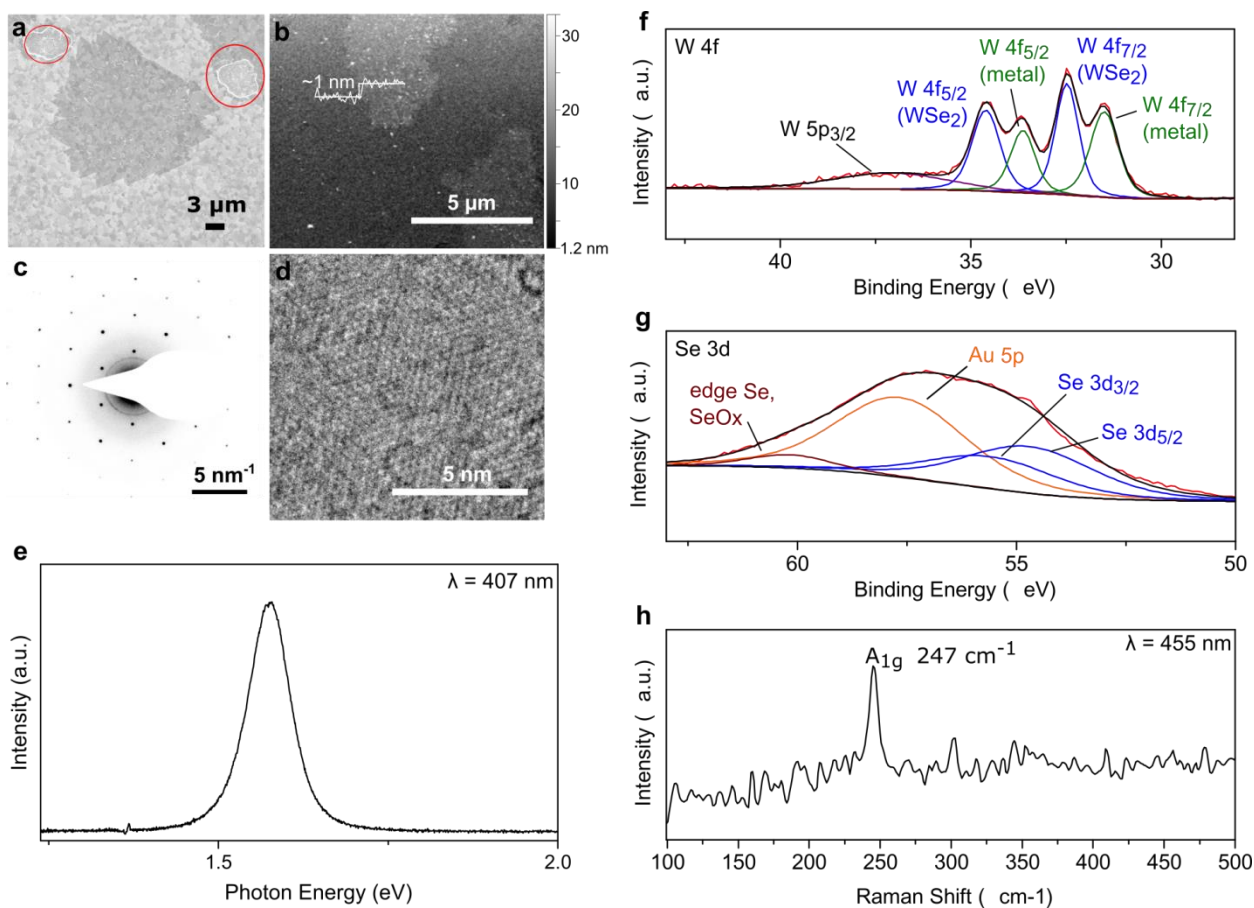 a
3 μm
b
~1 nm
5 μm
30
20
10
1.2 nm
c
5 nm⁻¹
d
5 nm
e
λ = 407 nm
Intensity (a.u.)
1.5
2.0
Photon Energy (eV)
f
W 4f
W 5p₃/₂
W 4f₅/₂
(WSe₂)
W 4f₅/₂
(metal)
W 4f₇/₂
(WSe₂)
W 4f₇/₂
(metal)
Intensity ( a.u.)
40
35
30
Binding Energy ( eV)
g
Se 3d
edge Se,
SeOx
Au 5p
Se 3d₃/₂
Se 3d₅/₂
Intensity ( a.u.)
60
55
50
Binding Energy ( eV)
h
A₁g 247 cm⁻¹
λ = 455 nm
Intensity ( a.u.)
100
150
200
250
300
350
400
450
500
Raman Shift ( cm-1)